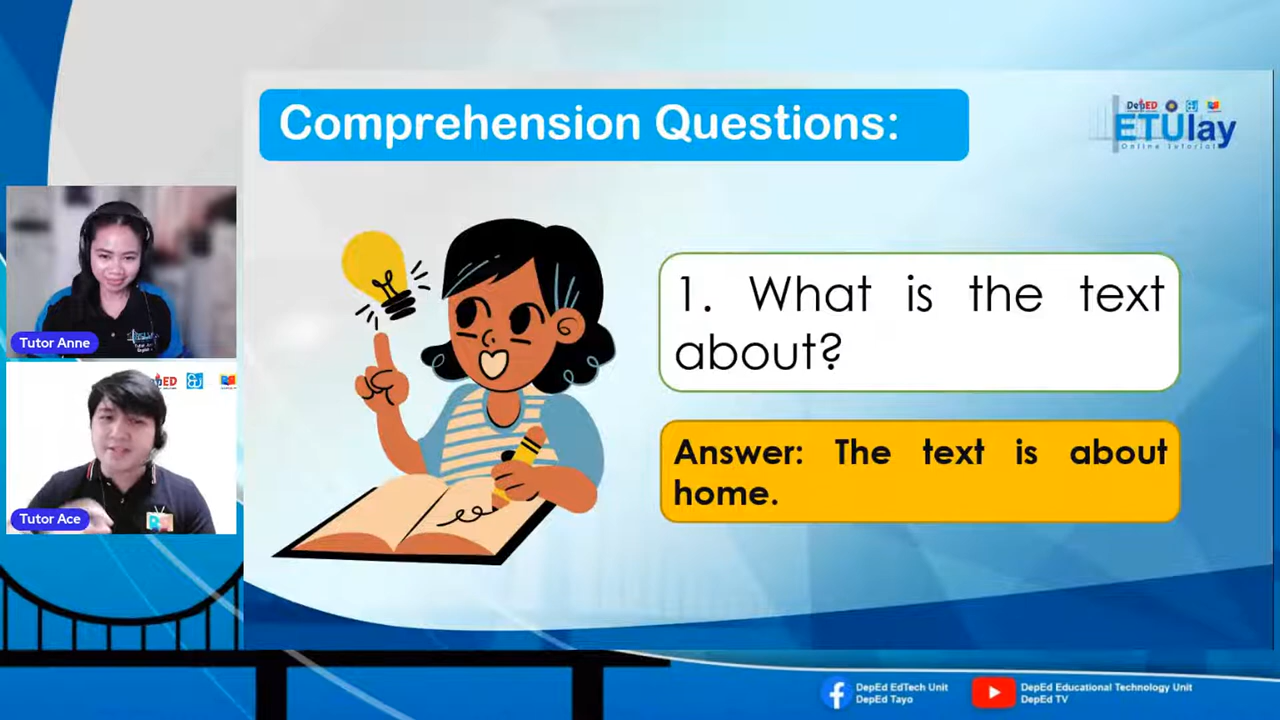 Comprehension Questions:
DepED
ETUlay
Online Tutorial
1. What is the text
about?
Answer: The text is about
home.
Tutor Anne
ED
Tutor Ace
DepEd EdTech Unit
DepEd Tayo
DepEd Educational Technology Unit
DepEd TV